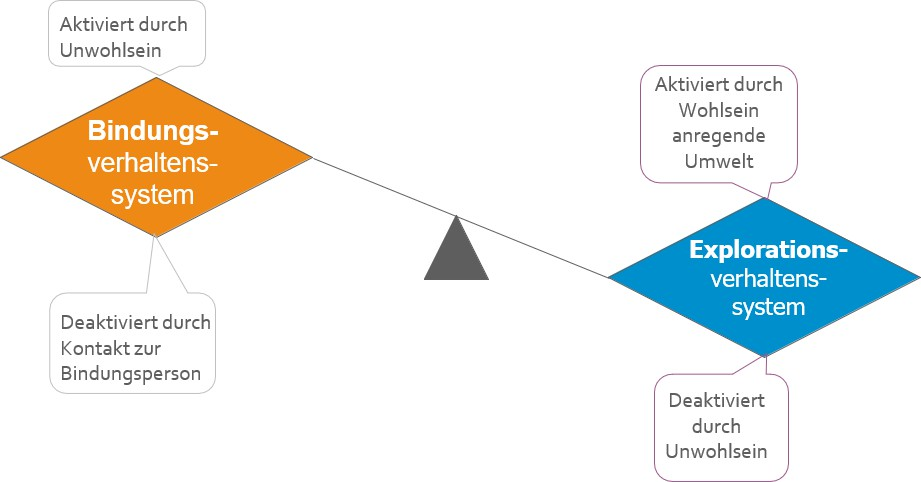 Aktiviert durch
Unwohlsein
Bindungs-
verhaltens-
system
Deaktiviert durch
Kontakt zur
Bindungsperson
Aktiviert durch
Wohlsein
anregende
Umwelt
Explorations-
verhaltens-
system
Deaktiviert
durch
Unwohlsein